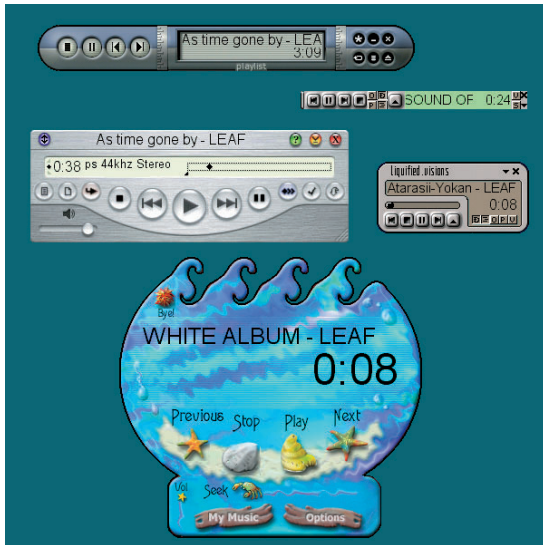 As time gone by - LEA
3:09
playlist
SOUND OF 0:24
As time gone by - LEAF
0:38 ps 44khz Stereo
liquified.visions
Atarasii-Yokan - LEAF
0:08
Bye!
WHITE ALBUM - LEAF
0:08
Previous Stop Play Next
Vol Seek
My Music Options